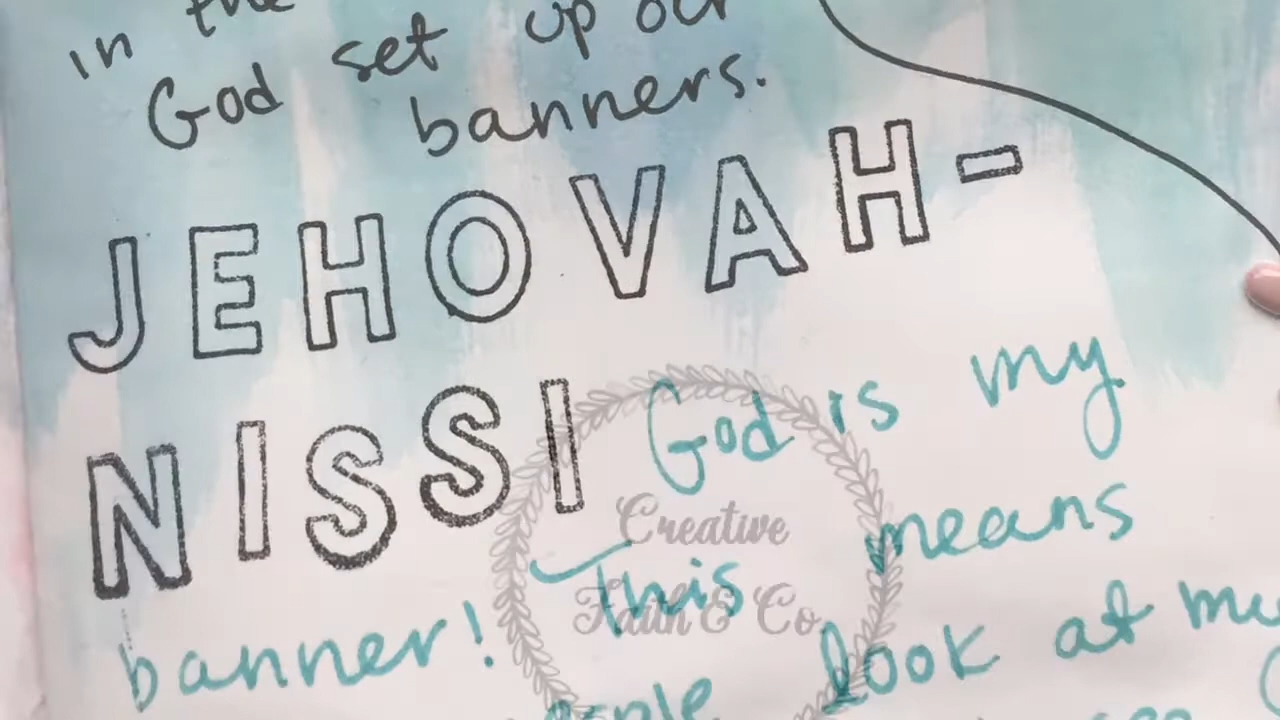 in the
God set up our
banners.
JEHOVAH-
NISSI God is my
banner! This means
look at my
Creative
Faith & Co